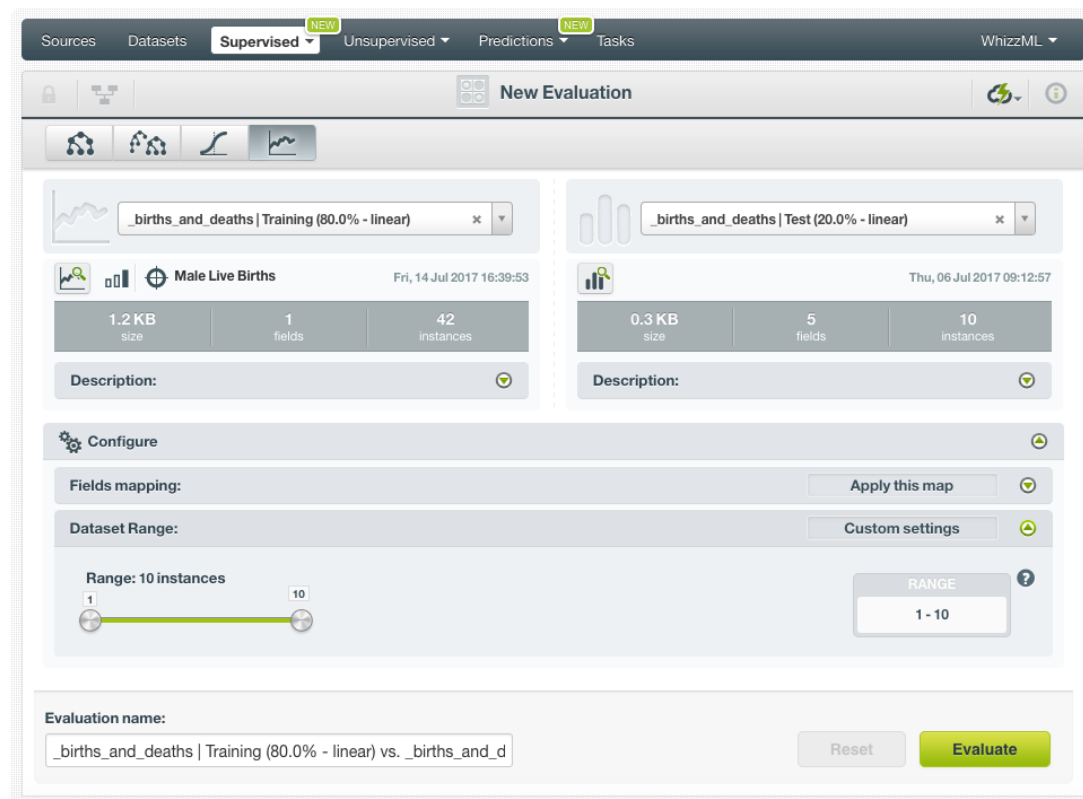 NEW NEW
Sources Datasets Supervised Unsupervised Predictions Tasks WhizzML
New Evaluation
_births_and_deaths | Training (80.0% - linear) × _births_and_deaths | Test (20.0% - linear) ×
Male Live Births Fri, 14 Jul 2017 16:39:53 Thu, 06 Jul 2017 09:12:57
1.2 KB 1 42 0.3 KB 5 10
size fields instances size fields instances
Description: Description:
Configure
Fields mapping: Apply this map
Dataset Range: Custom settings
Range: 10 instances RANGE ?
1 10
1 - 10
Evaluation name:
_births_and_deaths | Training (80.0% - linear) vs. _births_and_d Reset Evaluate